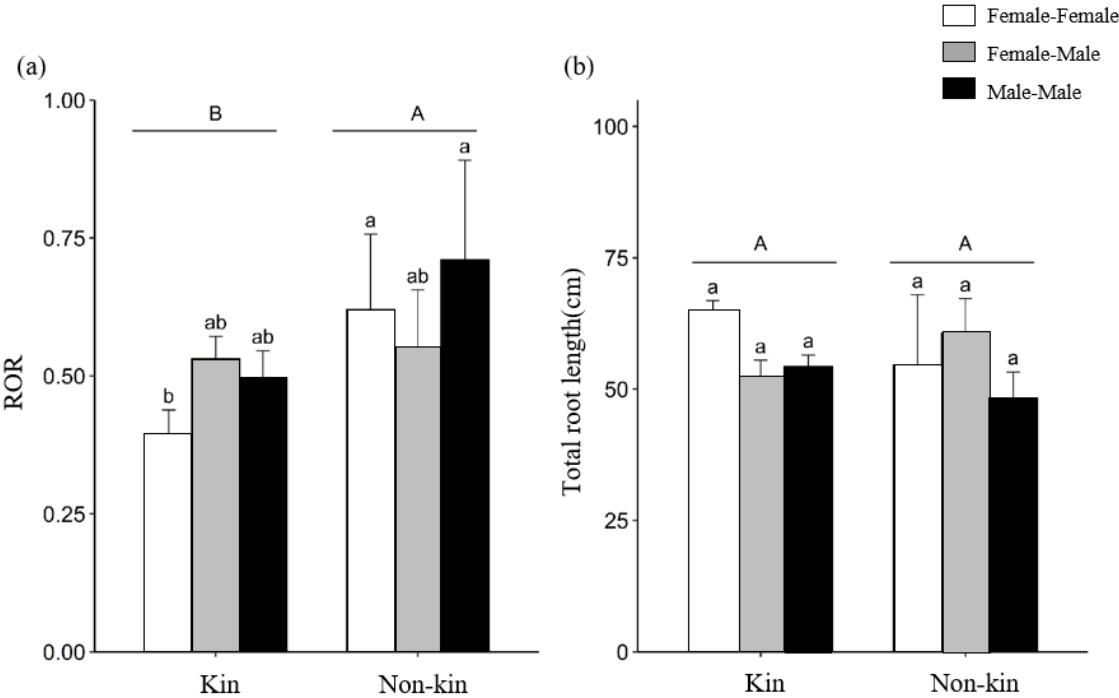 Female-Female
Female-Male
Male-Male
(a)
(b)
1.00
0.75
0.50
0.25
0.00
ROR
B
A
b
ab
ab
a
ab
a
Kin
Non-kin
100
75
50
25
0
Total root length(cm)
A
A
a
a
a
a
a
a
Kin
Non-kin